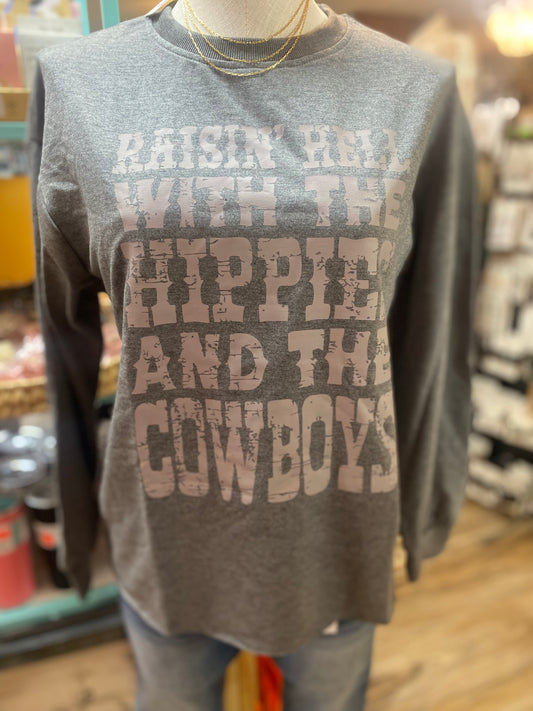 RAISIN' HELL
WITH THE
HIPPIES
AND THE
COWBOYS